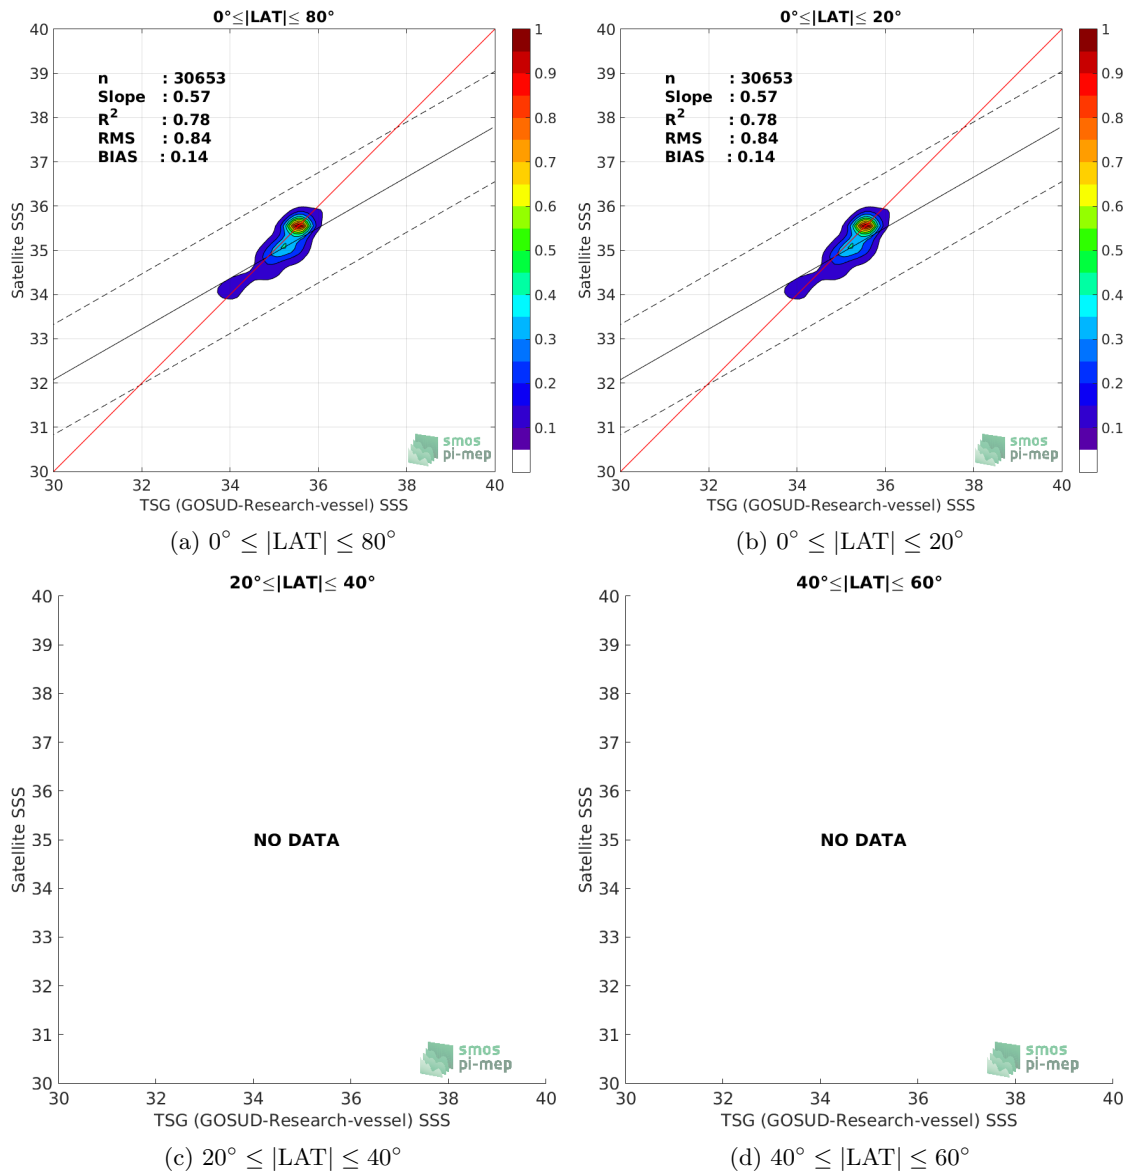 0°≤|LAT|≤ 80°
n : 30653
Slope : 0.57
R² : 0.78
RMS : 0.84
BIAS : 0.14
40
39
38
37
36
35
34
33
32
31
30
Satellite SSS
30 32 34 36 38 40
TSG (GOSUD-Research-vessel) SSS
1
0.9
0.8
0.7
0.6
0.5
0.4
0.3
0.2
0.1
smos
pi-mep
(a) 0° ≤ |LAT| ≤ 80°
0°≤|LAT|≤ 20°
n : 30653
Slope : 0.57
R² : 0.78
RMS : 0.84
BIAS : 0.14
40
39
38
37
36
35
34
33
32
31
30
Satellite SSS
30 32 34 36 38 40
TSG (GOSUD-Research-vessel) SSS
1
0.9
0.8
0.7
0.6
0.5
0.4
0.3
0.2
0.1
smos
pi-mep
(b) 0° ≤ |LAT| ≤ 20°
20°≤|LAT|≤ 40°
40
39
38
37
36
35
34
33
32
31
30
Satellite SSS
NO DATA
smos
pi-mep
30 32 34 36 38 40
TSG (GOSUD-Research-vessel) SSS
(c) 20° ≤ |LAT| ≤ 40°
40°≤|LAT|≤ 60°
40
39
38
37
36
35
34
33
32
31
30
Satellite SSS
NO DATA
smos
pi-mep
30 32 34 36 38 40
TSG (GOSUD-Research-vessel) SSS
(d) 40° ≤ |LAT| ≤ 60°